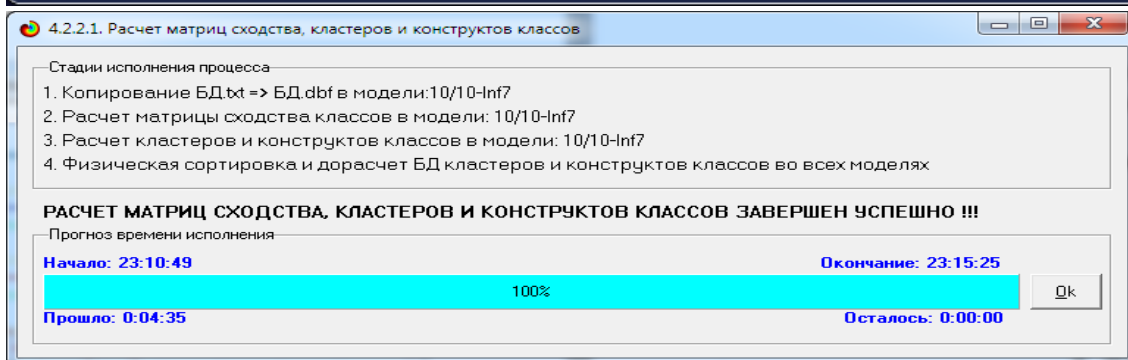 4.2.2.1. Расчет матриц сходства, кластеров и конструктов классов
Стадии исполнения процесса
1. Копирование БД.txt => БД.dbf в модели:10/10-Inf7
2. Расчет матрицы сходства классов в модели: 10/10-Inf7
3. Расчет кластеров и конструктов классов в модели: 10/10-Inf7
4. Физическая сортировка и дорасчет БД кластеров и конструктов классов во всех моделях
РАСЧЕТ МАТРИЦ СХОДСТВА, КЛАСТЕРОВ И КОНСТРУКТОВ КЛАССОВ ЗАВЕРШЕН УСПЕШНО !!!
Прогноз времени исполнения
Начало: 23:10:49 Окончание: 23:15:25
100% Ok
Прошло: 0:04:35 Осталось: 0:00:00